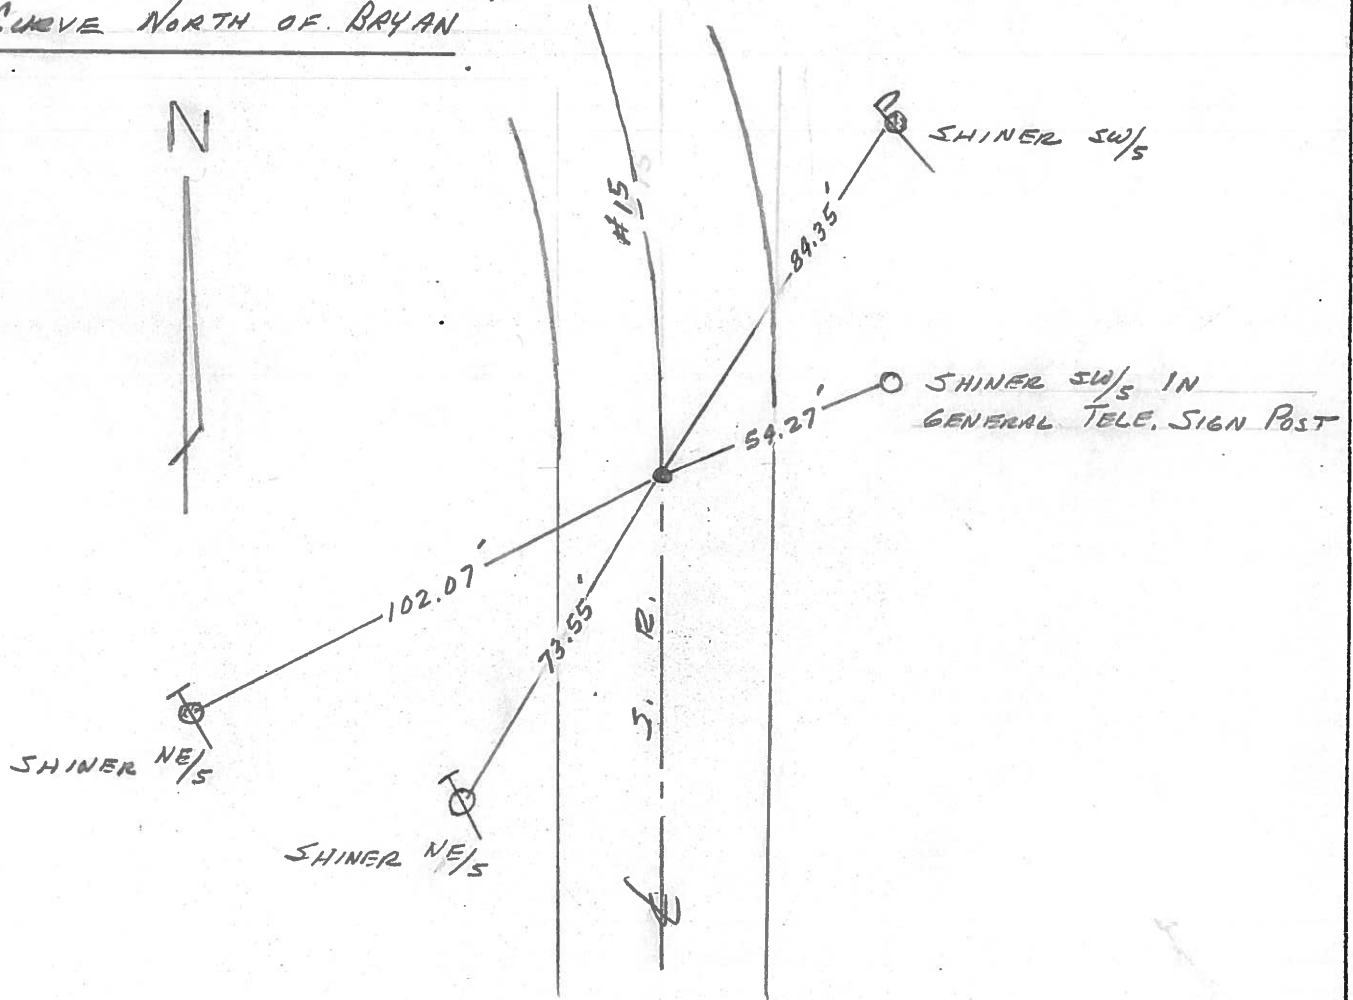 CURVE NORTH OF. BRYAN
N
SHINER SW/S
#15
84.35'
SHINER SW/S IN
GENERAL TELE. SIGN POST
54.27'
102.07'
73.55'
S. R.
SHINER NE/S
SHINER NE/S
℄